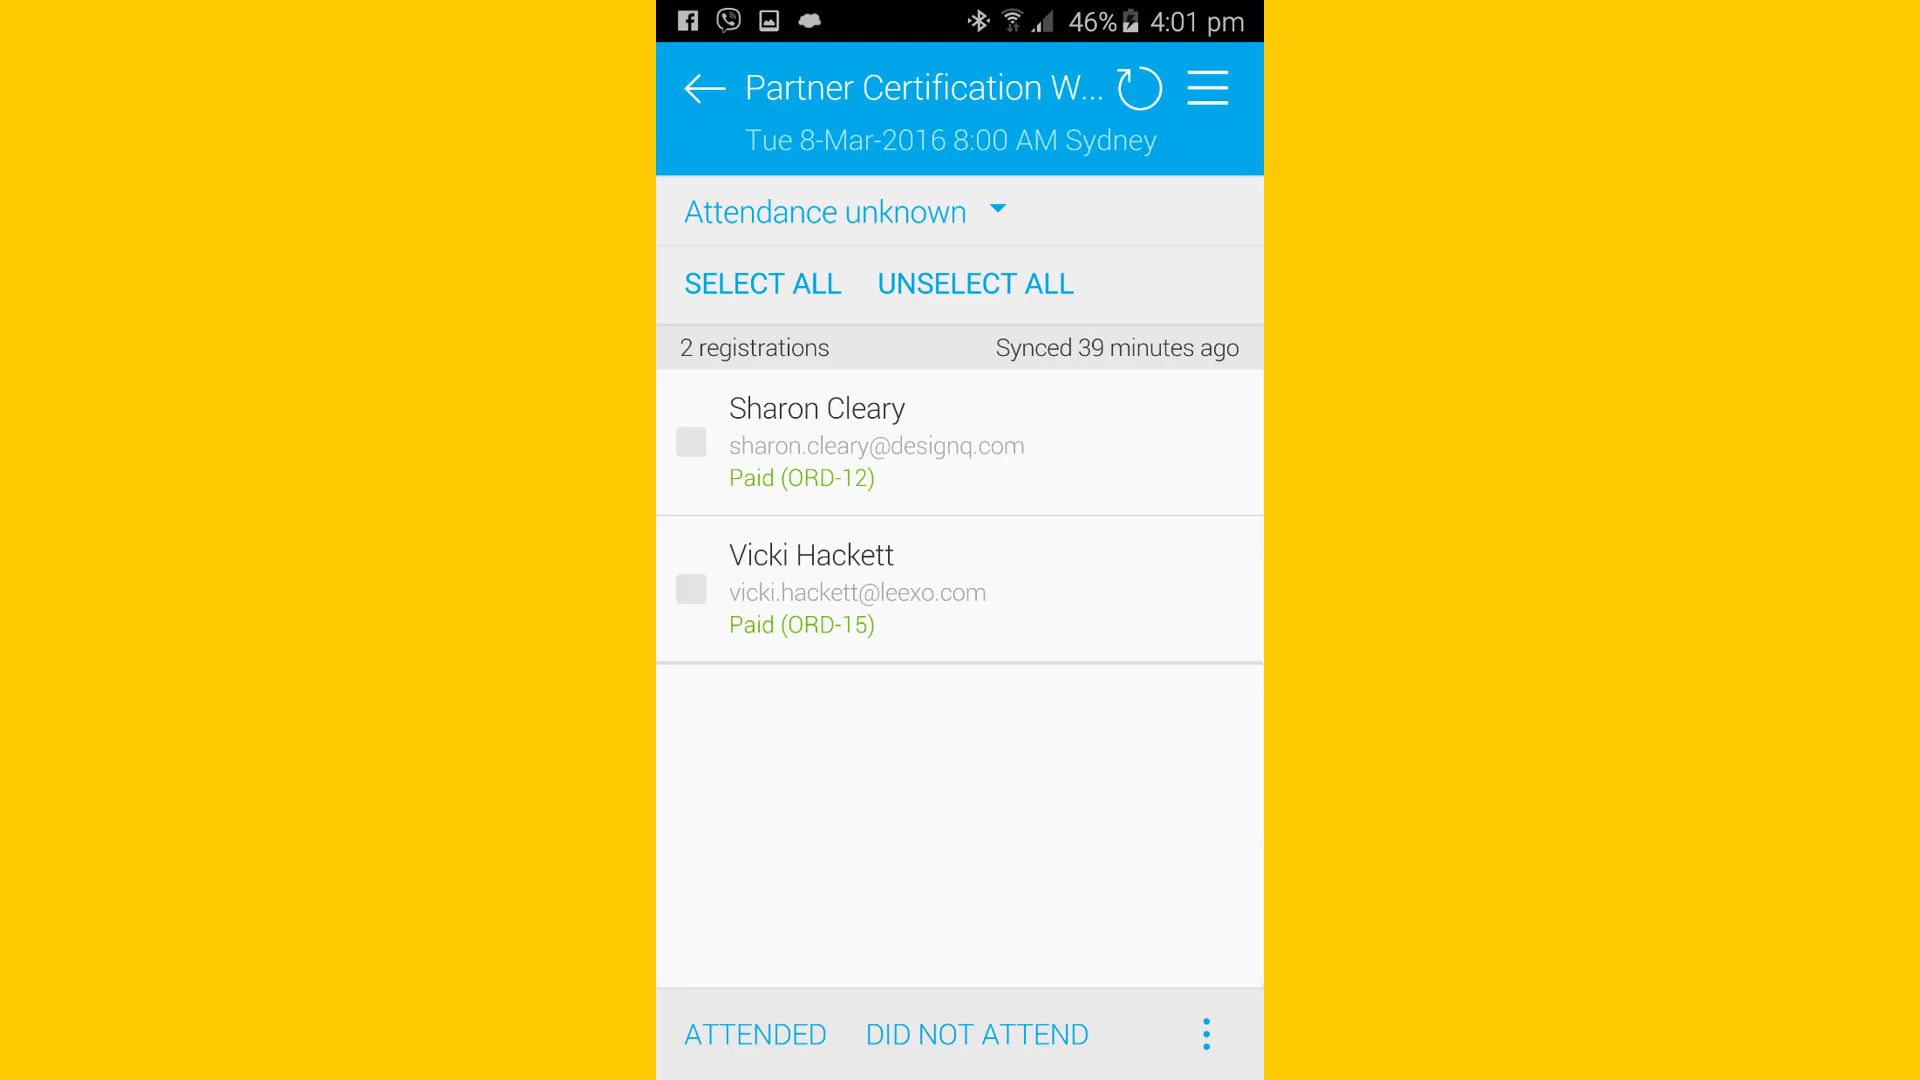 46% 4:01 pm
Partner Certification W...
Tue 8-Mar-2016 8:00 AM Sydney
Attendance unknown
SELECT ALL UNSELECT ALL
2 registrations Synced 39 minutes ago
Sharon Cleary
sharon.cleary@designq.com
Paid (ORD-12)
Vicki Hackett
vicki.hackett@leexo.com
Paid (ORD-15)
ATTENDED DID NOT ATTEND